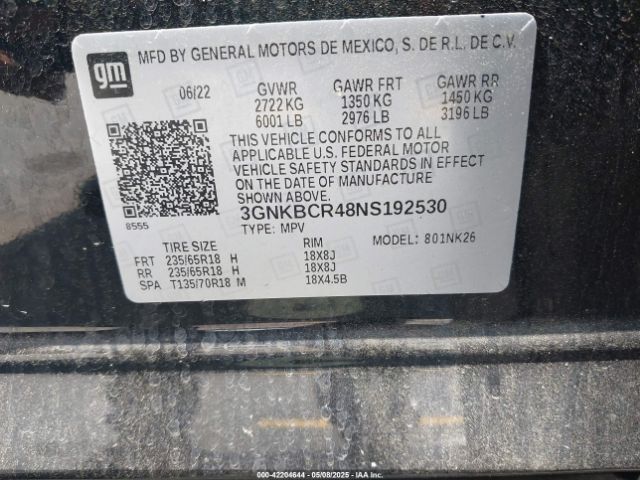 gm
MFD BY GENERAL MOTORS DE MEXICO, S. DE R.L. DE C.V.
06/22 GVWR GAWR FRT GAWR RR
2722 KG 1350 KG 1450 KG
6001 LB 2976 LB 3196 LB
THIS VEHICLE CONFORMS TO ALL
APPLICABLE U.S. FEDERAL MOTOR
VEHICLE SAFETY STANDARDS IN EFFECT
ON THE DATE OF MANUFACTURE
SHOWN ABOVE.
8555
3GNKBCR48NS192530
TYPE: MPV MODEL: 801NK26
TIRE SIZE RIM
FRT 235/65R18 H 18X8J
RR 235/65R18 H 18X8J
SPA T135/70R18 M 18X4.5B
000-42204644 - 05/08/2025 - WWW.IAAI.COM